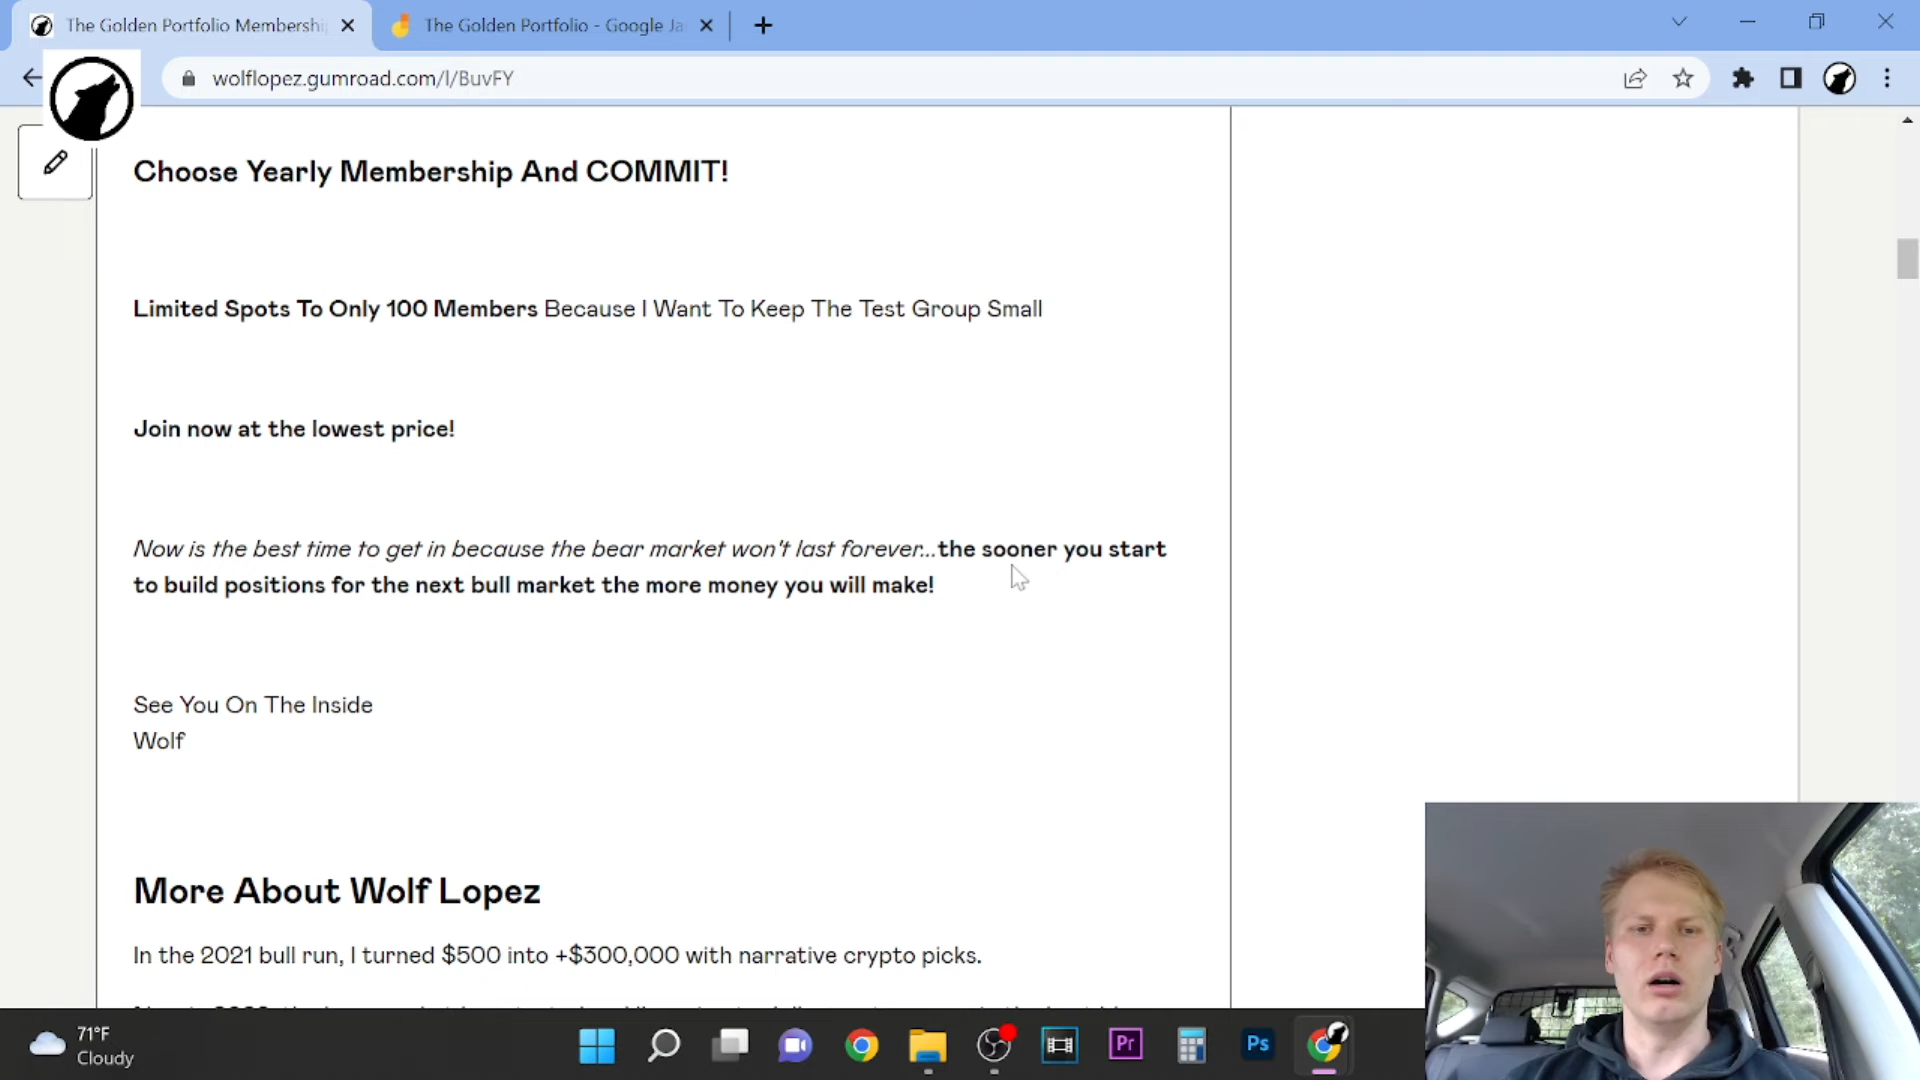 The Golden Portfolio Membershi
The Golden Portfolio - Google Ja
wolflopez.gumroad.com/l/BuvFY
Choose Yearly Membership And COMMIT!
Limited Spots To Only 100 Members Because I Want To Keep The Test Group Small
Join now at the lowest price!
Now is the best time to get in because the bear market won't last forever...the sooner you start
to build positions for the next bull market the more money you will make!
See You On The Inside
Wolf
More About Wolf Lopez
In the 2021 bull run, I turned $500 into +$300,000 with narrative crypto picks.
71°F
Cloudy
Pr
Ps